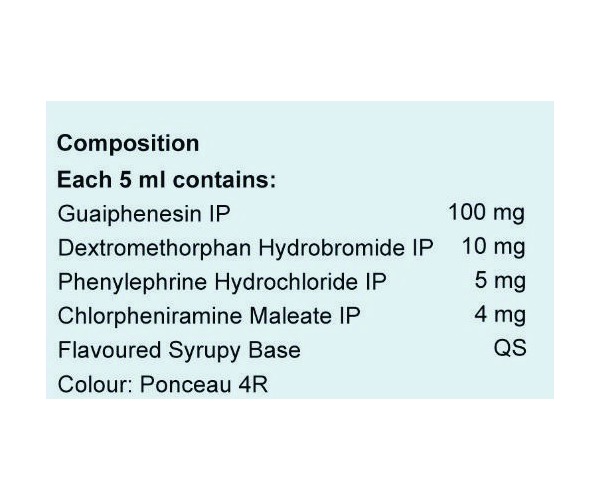 Composition
Each 5 ml contains:
Guaiphenesin IP 100 mg
Dextromethorphan Hydrobromide IP 10 mg
Phenylephrine Hydrochloride IP 5 mg
Chlorpheniramine Maleate IP 4 mg
Flavoured Syrupy Base QS
Colour: Ponceau 4R